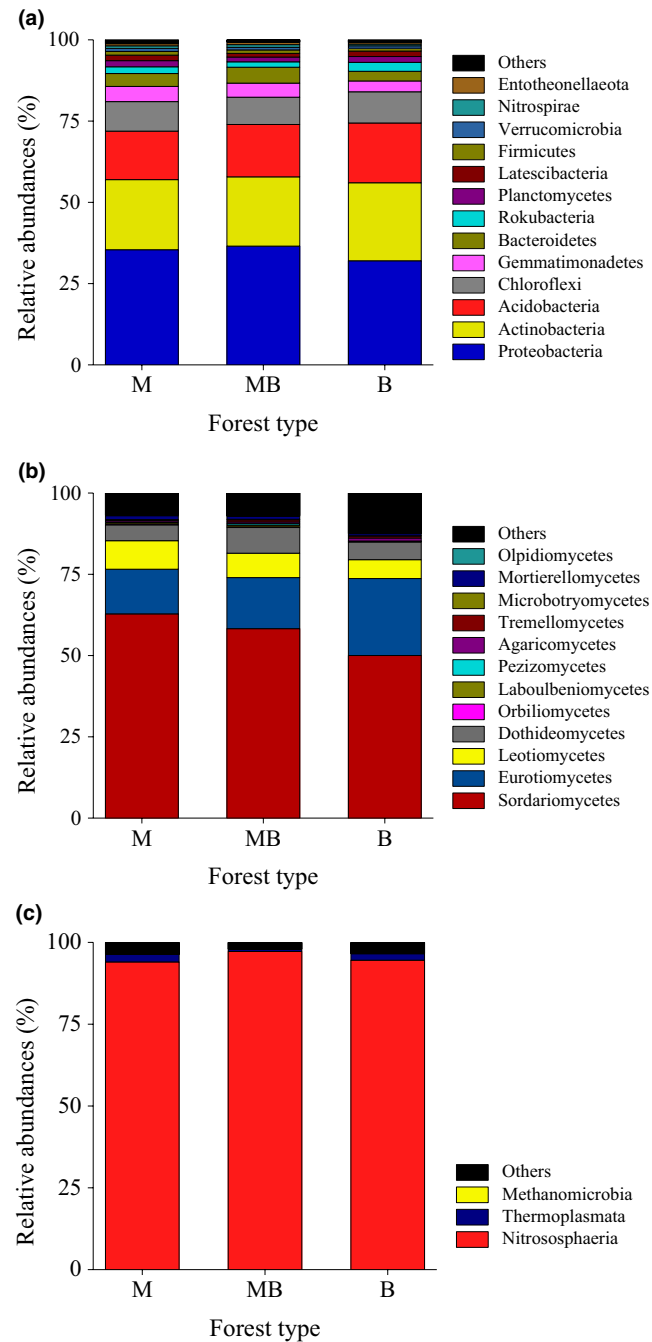 (a)
100
75
50
25
0
Relative abundances (%)
M MB B
Forest type
Others
Entotheonellaeota
Nitrospirae
Verrucomicrobia
Firmicutes
Latescibacteria
Planctomycetes
Rokubacteria
Bacteroidetes
Gemmatimonadetes
Chloroflexi
Acidobacteria
Actinobacteria
Proteobacteria
(b)
100
75
50
25
0
Relative abundances (%)
M MB B
Forest type
Others
Olpidiomycetes
Mortierellomycetes
Microbotryomycetes
Tremellomycetes
Agaricomycetes
Pezizomycetes
Laboulbeniomycetes
Orbiliomycetes
Dothideomycetes
Leotiomycetes
Eurotiomycetes
Sordariomycetes
(c)
100
75
50
25
0
Relative abundances (%)
M MB B
Forest type
Others
Methanomicrobia
Thermoplasmata
Nitrososphaeria